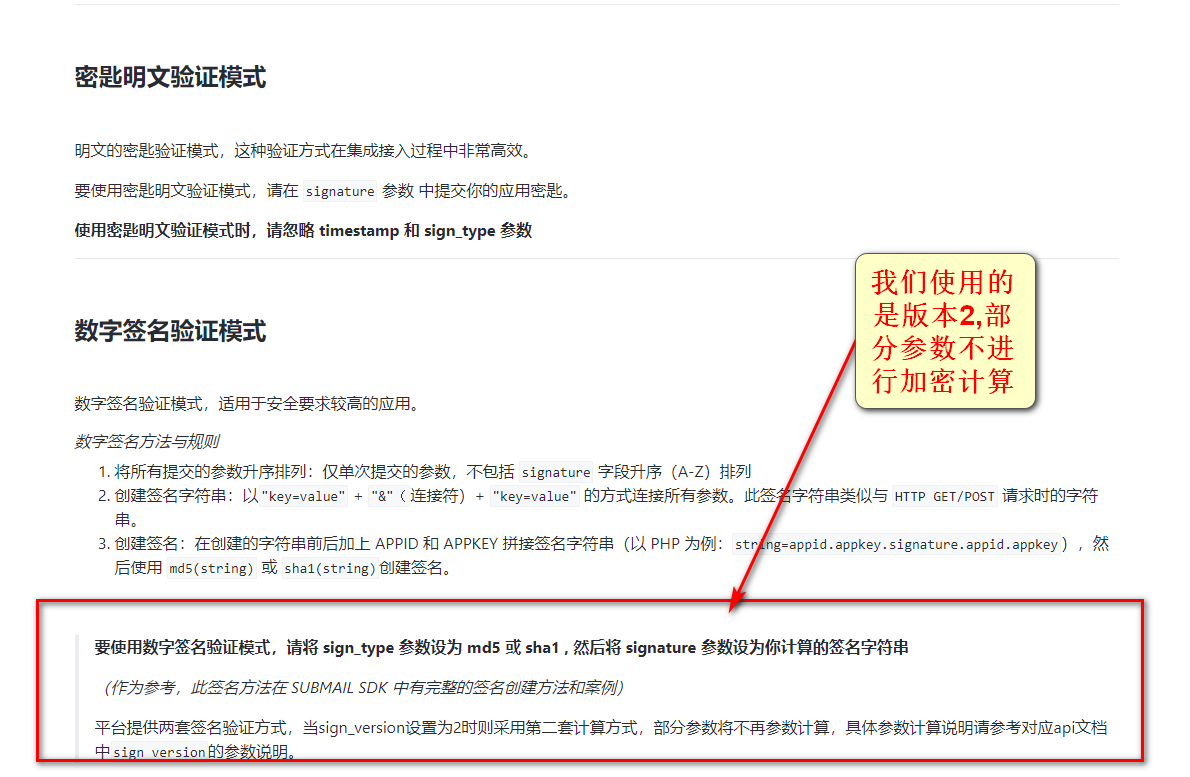 密匙明文验证模式
明文的密匙验证模式，这种验证方式在集成接入过程中非常高效。
要使用密匙明文验证模式，请在 signature 参数 中提交你的应用密匙。
使用密匙明文验证模式时，请忽略 timestamp 和 sign_type 参数
数字签名验证模式
我们使用的
是版本2,部
分参数不进
行加密计算
数字签名验证模式，适用于安全要求较高的应用。
数字签名方法与规则
1. 将所有提交的参数升序排列：仅单次提交的参数，不包括 signature 字段升序（A-Z）排列
2. 创建签名字符串：以 "key=value" + "&"（ 连接符）+ "key=value" 的方式连接所有参数。此签名字符串类似与 HTTP GET/POST 请求时的字符
串。
3. 创建签名：在创建的字符串前后加上 APPID 和 APPKEY 拼接签名字符串（以 PHP 为例： string=appid.appkey.signature.appid.appkey），然
后使用 md5(string) 或 sha1(string) 创建签名。
要使用数字签名验证模式，请将 sign_type 参数设为 md5 或 sha1 , 然后将 signature 参数设为你计算的签名字符串
（作为参考，此签名方法在 SUBMAIL SDK 中有完整的签名创建方法和案例）
平台提供两套签名验证方式，当sign_version设置为2时则采用第二套计算方式，部分参数将不再参数计算，具体参数计算说明请参考对应api文档
中 sign_version 的参数说明。